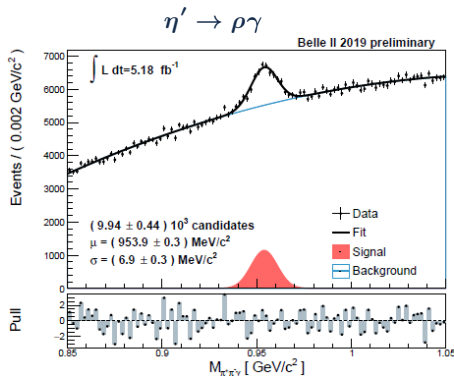 η′ → ργ
Belle II 2019 preliminary
7000
∫ L dt=5.18 fb⁻¹
6000
5000
4000
3000
2000
1000
0
Events / ( 0.002 GeV/c² )
( 9.94 ± 0.44 ) 10³ candidates
μ = ( 953.9 ± 0.3 ) MeV/c²
σ = ( 6.9 ± 0.3 ) MeV/c²
Data
Fit
Signal
Background
Pull
2
0
−2
0.85 0.9 0.95 1 1.05
M_π⁺π⁻γ [ GeV/c² ]